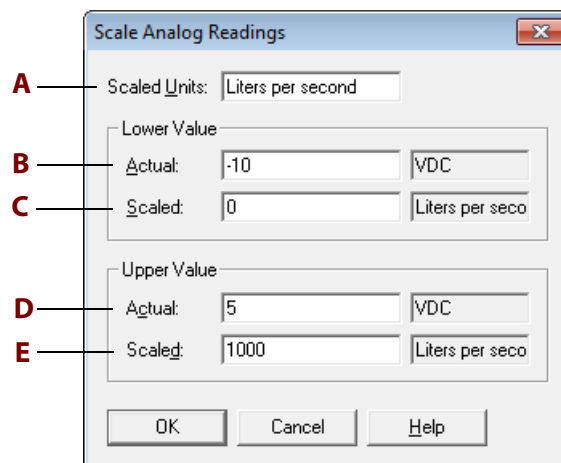 Scale Analog Readings
A Scaled Units: Liters per second
Lower Value
B Actual: -10 VDC
C Scaled: 0 Liters per seco
Upper Value
D Actual: 5 VDC
E Scaled: 1000 Liters per seco
OK Cancel Help